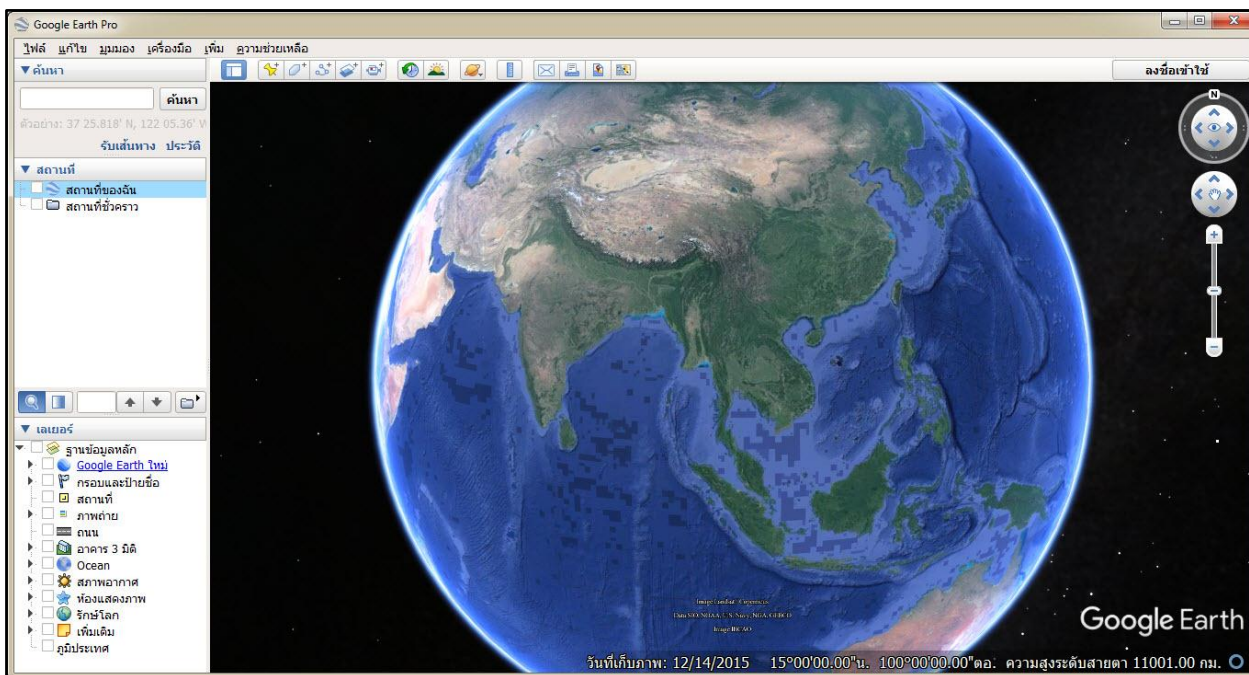 Google Earth Pro
ไฟล์ แก้ไข มุมมอง เครื่องมือ เพิ่ม ความช่วยเหลือ
ค้นหา
ลงชื่อเข้าใช้
ค้นหา
ตัวอย่าง: 37 25.818' N, 122 05.36' W
รับเส้นทาง ประวัติ
สถานที่
สถานที่ของฉัน
สถานที่ชั่วคราว
เลเยอร์
ฐานข้อมูลหลัก
Google Earth ใหม่
กรอบและป้ายชื่อ
สถานที่
ภาพถ่าย
ถนน
อาคาร 3 มิติ
Ocean
สภาพอากาศ
ห้องแสดงภาพ
รักษ์โลก
เพิ่มเติม
ภูมิประเทศ
N
Image Landsat / Copernicus
Data SIO, NOAA, U.S. Navy, NGA, GEBCO
Image IBCAO
Google Earth
วันที่เก็บภาพ: 12/14/2015 15°00'00.00"น. 100°00'00.00"ตอ. ความสูงระดับสายตา 11001.00 กม.